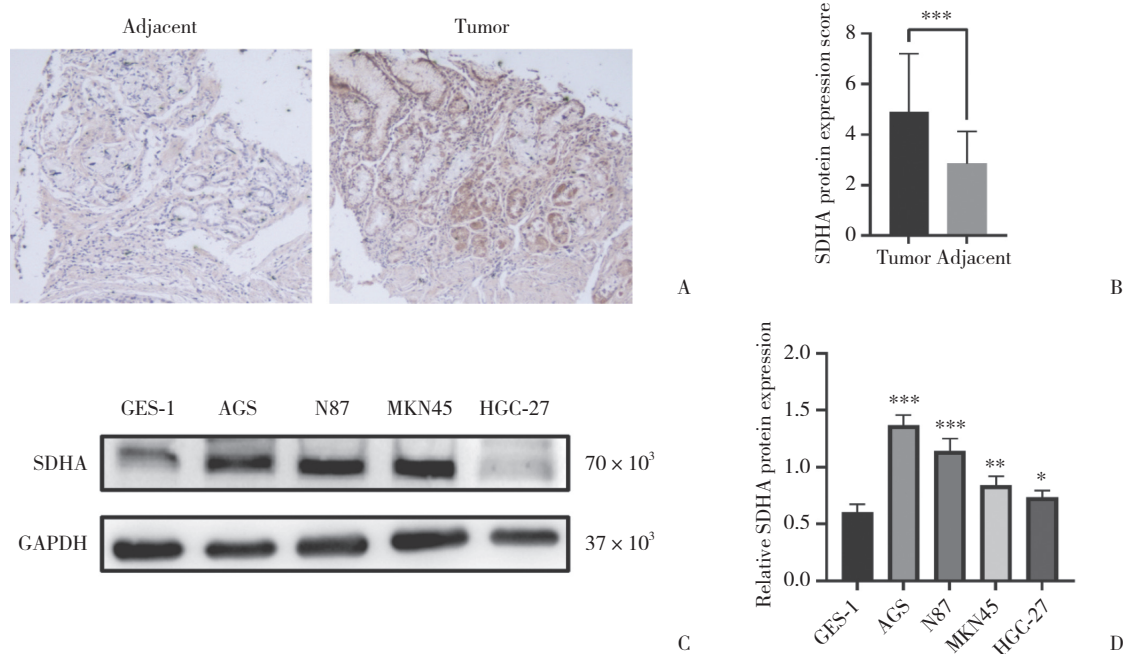 Adjacent
Tumor
A
SDHA protein expression score
8
6
4
2
0
***
Tumor Adjacent
B
GES-1 AGS N87 MKN45 HGC-27
SDHA
70 × 10³
GAPDH
37 × 10³
C
Relative SDHA protein expression
2.0
1.5
1.0
0.5
0.0
***
***
**
*
GES-1
AGS
N87
MKN45
HGC-27
D